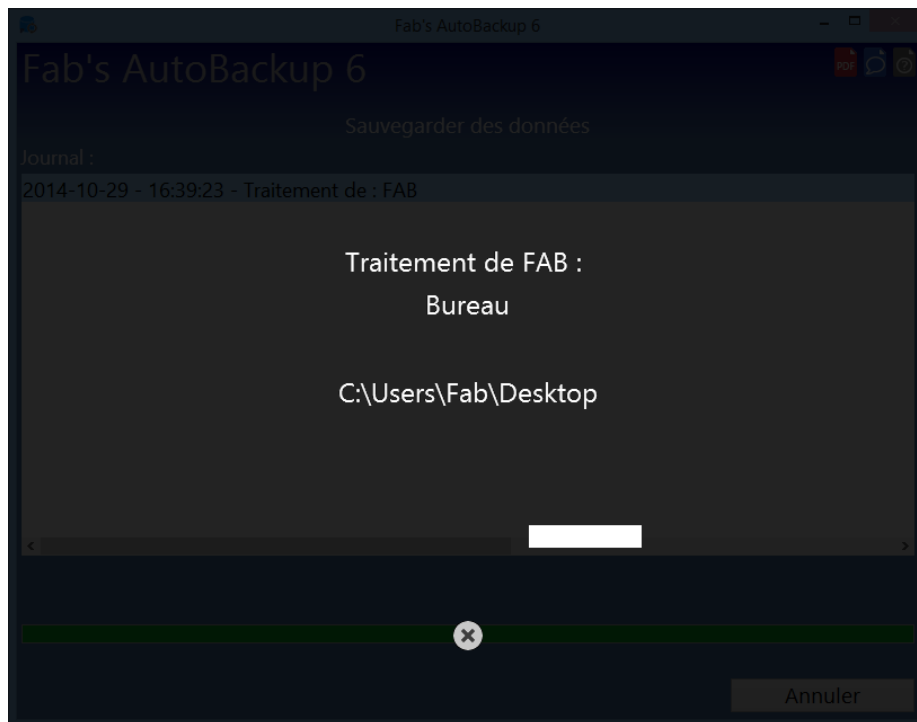 Fab's AutoBackup 6
Fab's AutoBackup 6
PDF
Sauvegarder des données
Journal :
2014-10-29 - 16:39:23 - Traitement de : FAB
Traitement de FAB :
Bureau
C:\Users\Fab\Desktop
Annuler